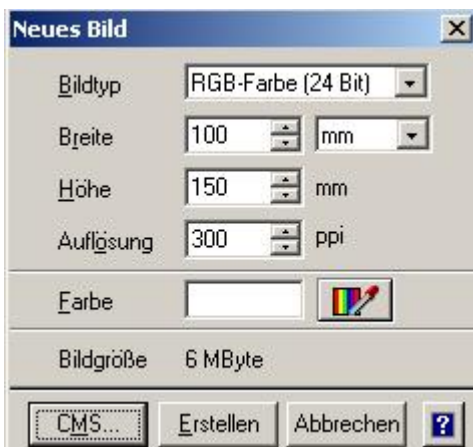 Neues Bild
Bildtyp RGB-Farbe (24 Bit)
Breite 100 mm
Höhe 150 mm
Auflösung 300 ppi
Farbe
Bildgröße 6 MByte
CMS... Erstellen Abbrechen ?